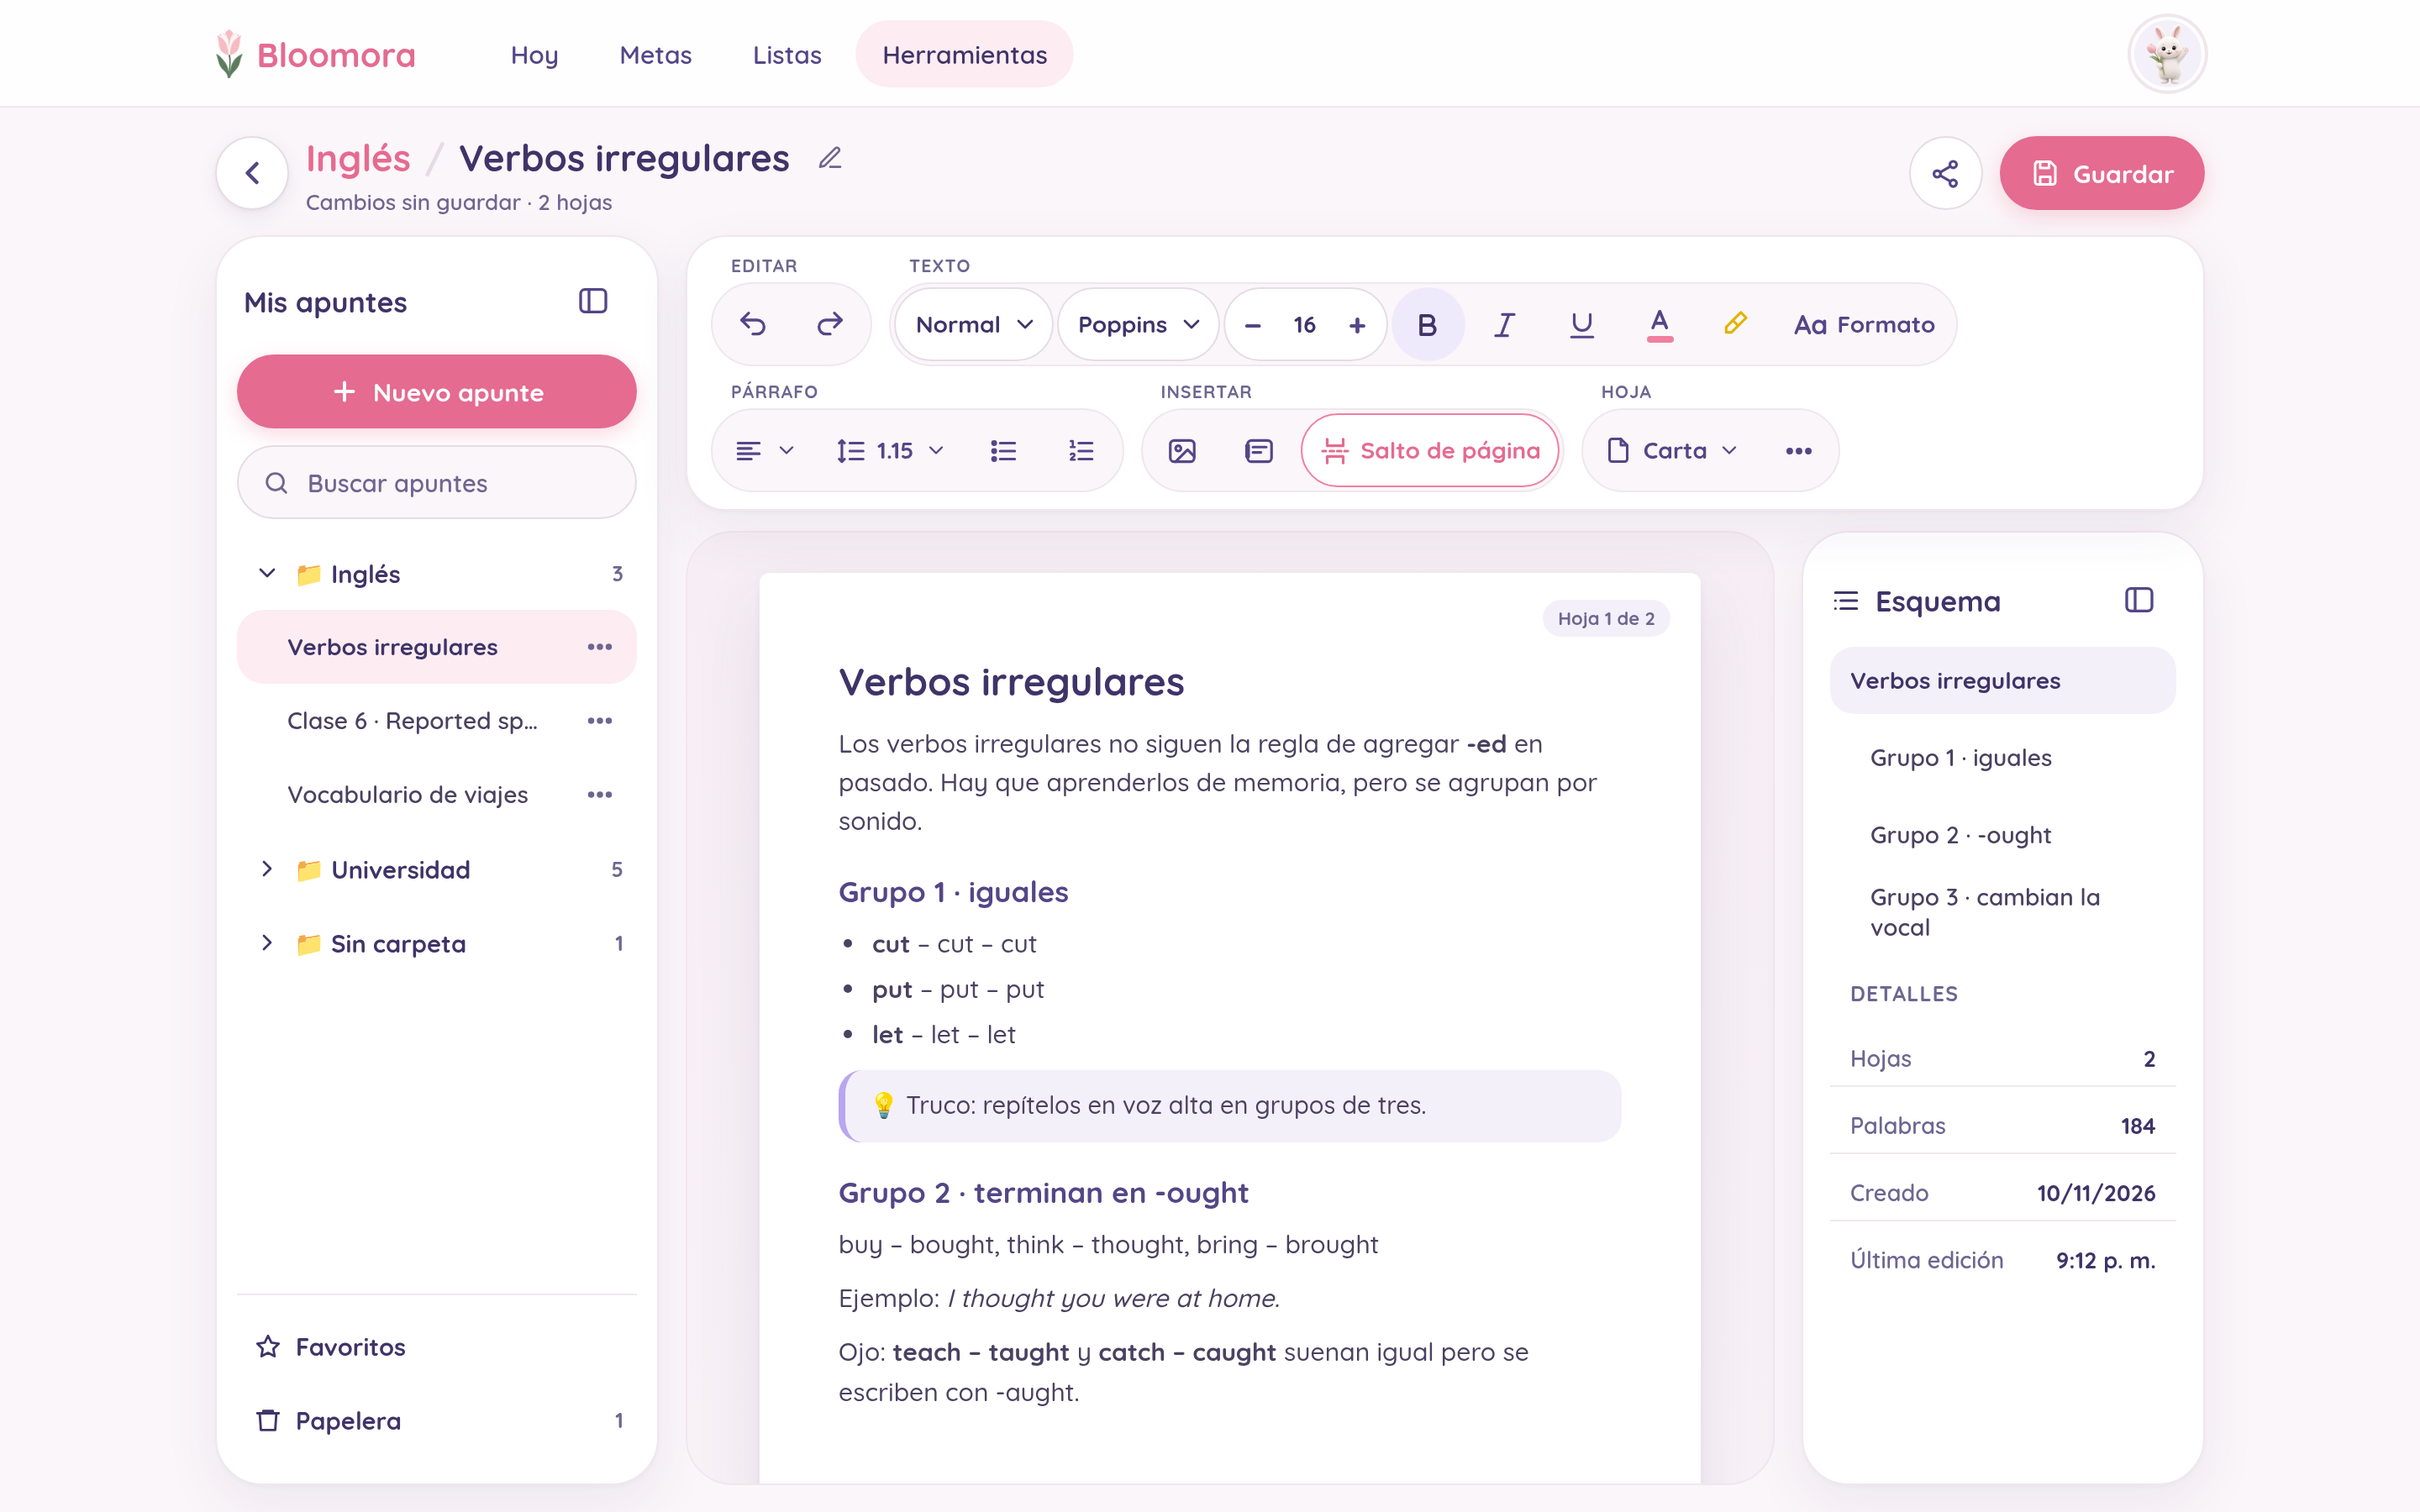 Bloomora
Hoy
Metas
Listas
Herramientas
Inglés / Verbos irregulares
Cambios sin guardar · 2 hojas
Guardar
Mis apuntes
Nuevo apunte
Buscar apuntes
📁 Inglés 3
Verbos irregulares
Clase 6 · Reported sp...
Vocabulario de viajes
📁 Universidad 5
📁 Sin carpeta 1
Favoritos
Papelera 1
EDITAR
TEXTO
Normal
Poppins
– 16 +
B I U A
Aa Formato
PÁRRAFO
1.15
INSERTAR
Salto de página
HOJA
Carta
Hoja 1 de 2
Verbos irregulares
Los verbos irregulares no siguen la regla de agregar -ed en
pasado. Hay que aprenderlos de memoria, pero se agrupan por
sonido.
Grupo 1 · iguales
• cut – cut – cut
• put – put – put
• let – let – let
💡 Truco: repítelos en voz alta en grupos de tres.
Grupo 2 · terminan en -ought
buy – bought, think – thought, bring – brought
Ejemplo: I thought you were at home.
Ojo: teach – taught y catch – caught suenan igual pero se
escriben con -aught.
Esquema
Verbos irregulares
Grupo 1 · iguales
Grupo 2 · -ought
Grupo 3 · cambian la
vocal
DETALLES
Hojas 2
Palabras 184
Creado 10/11/2026
Última edición 9:12 p. m.